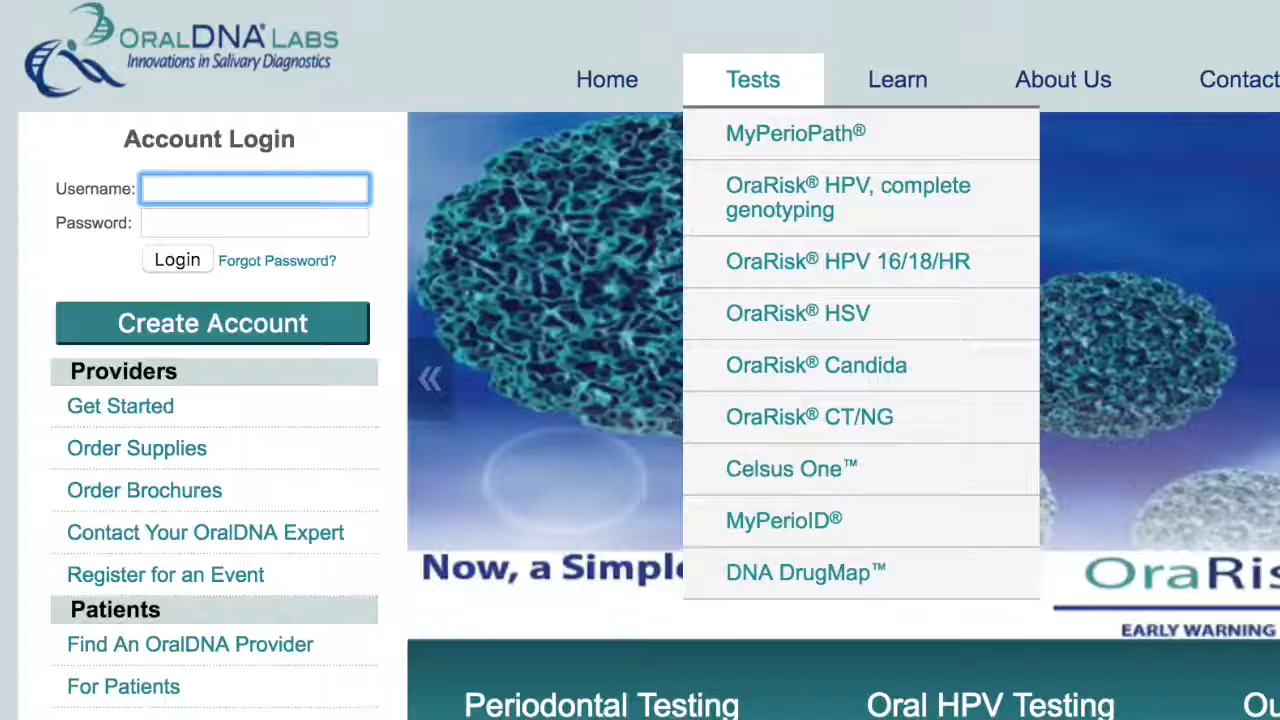 ORALDNA® LABS
Innovations in Salivary Diagnostics
Home
Tests
Learn
About Us
Contact
Account Login
Username:
Password:
Login
Forgot Password?
Create Account
Providers
Get Started
Order Supplies
Order Brochures
Contact Your OralDNA Expert
Register for an Event
Patients
Find An OralDNA Provider
For Patients
MyPerioPath®
OraRisk® HPV, complete
genotyping
OraRisk® HPV 16/18/HR
OraRisk® HSV
OraRisk® Candida
OraRisk® CT/NG
Celsus One™
MyPerioID®
DNA DrugMap™
«
Now, a Simple
OraRis
EARLY WARNING
Periodontal Testing
Oral HPV Testing
Ou